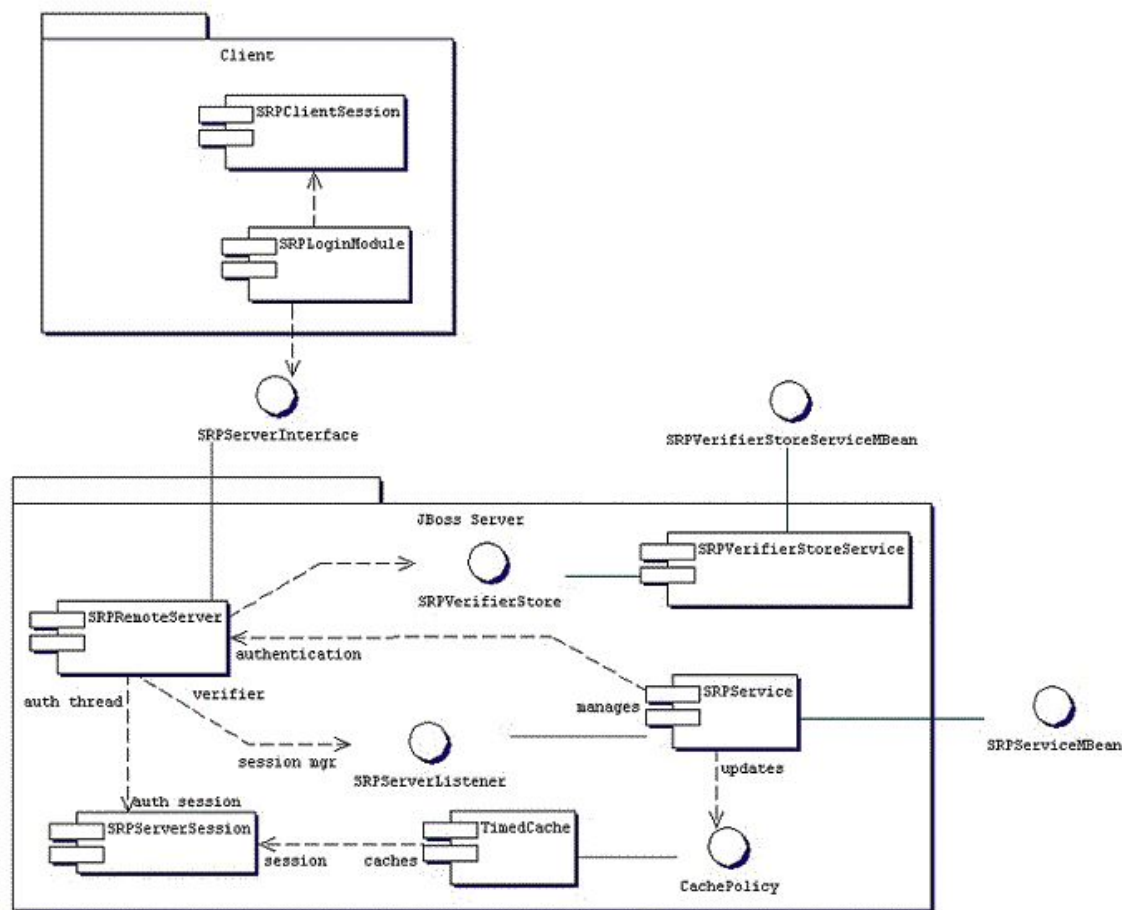 Client
SRPClientSession
SRPLoginModule
SRPServerInterface
SRPVerifierStoreServiceMBean
JBoss Server
SRPVerifierStoreService
SRPVerifierStore
SRPRemoteServer
authentication
auth thread
verifier
manages
SRPService
session mgr
SRPServerListener
SRPServiceMBean
updates
auth session
SRPServerSession
TimedCache
session
caches
CachePolicy